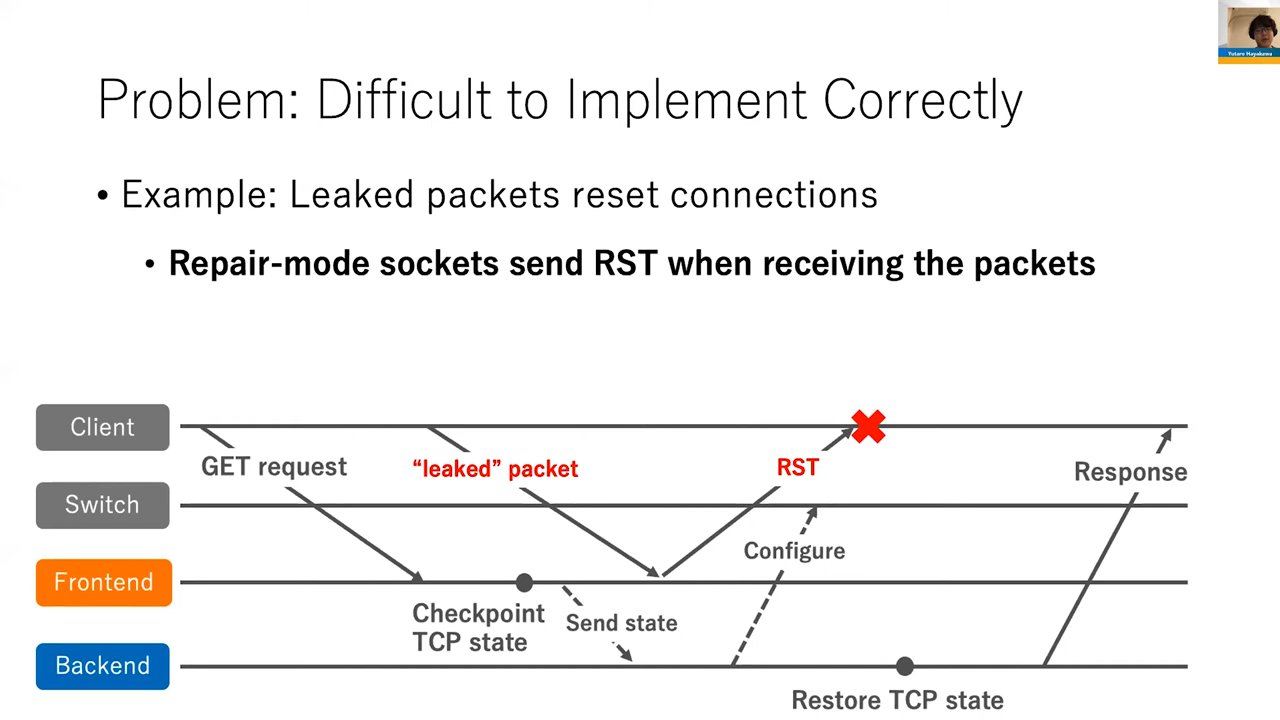 Yutaro Hayakawa
Problem: Difficult to Implement Correctly
• Example: Leaked packets reset connections
• Repair-mode sockets send RST when receiving the packets
Client
GET request
“leaked” packet
RST
Response
Switch
Configure
Frontend
Checkpoint
TCP state
Send state
Backend
Restore TCP state